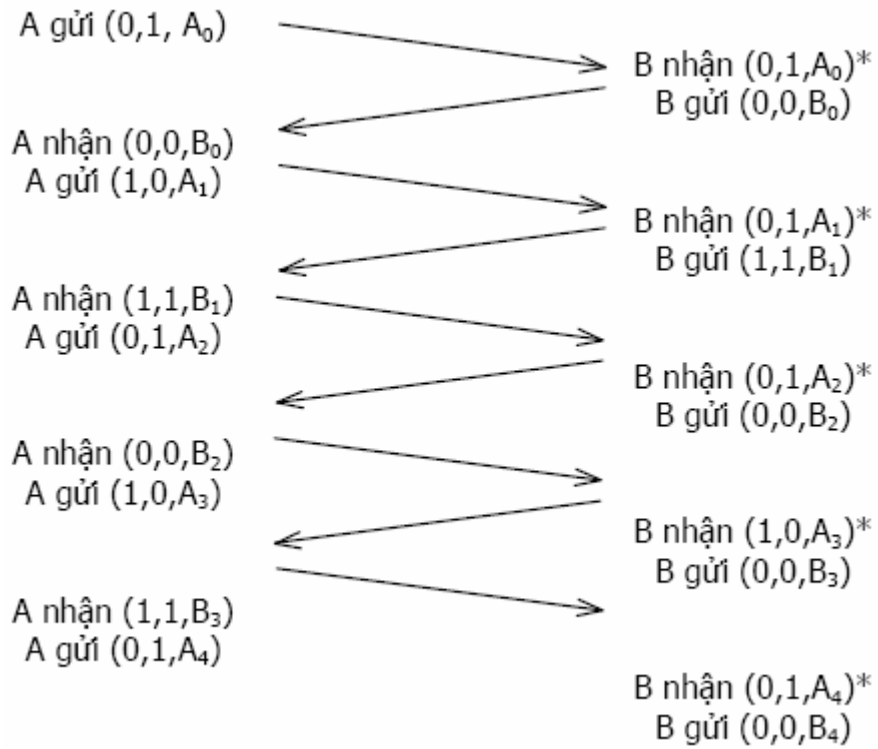 A gửi (0,1, A₀)
B nhận (0,1,A₀)*
B gửi (0,0,B₀)
A nhận (0,0,B₀)
A gửi (1,0,A₁)
B nhận (0,1,A₁)*
B gửi (1,1,B₁)
A nhận (1,1,B₁)
A gửi (0,1,A₂)
B nhận (0,1,A₂)*
B gửi (0,0,B₂)
A nhận (0,0,B₂)
A gửi (1,0,A₃)
B nhận (1,0,A₃)*
B gửi (0,0,B₃)
A nhận (1,1,B₃)
A gửi (0,1,A₄)
B nhận (0,1,A₄)*
B gửi (0,0,B₄)